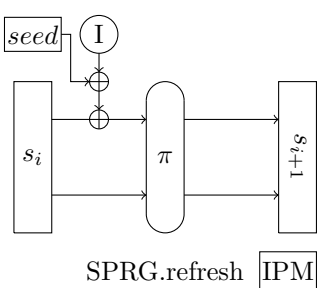 seed I
s_i π s_{i+1}
SPRG.refresh IPM